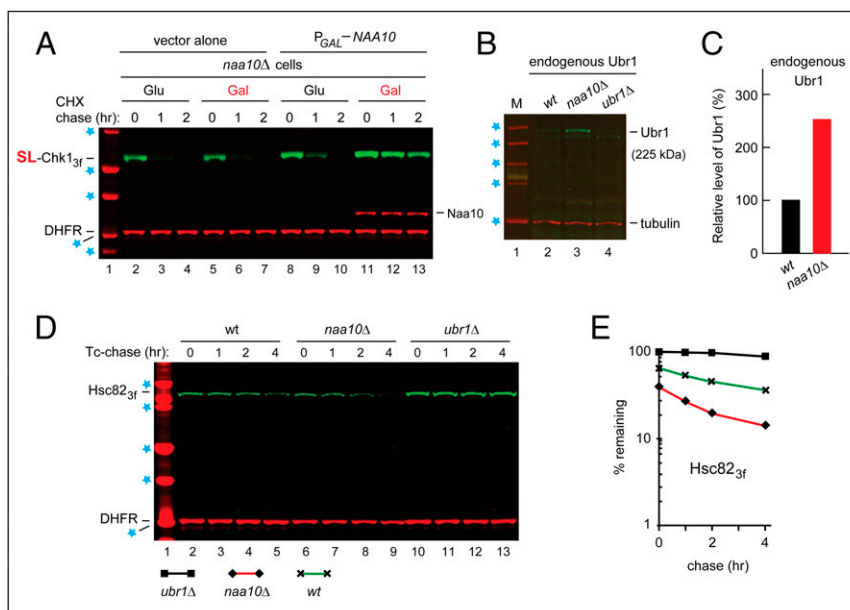 A
vector alone
P_GAL–NAA10
naa10Δ cells
Glu
Gal
Glu
Gal
CHX
chase (hr):
0 1 2 0 1 2 0 1 2 0 1 2
SL-Chk1_3f
DHFR
Naa10
1 2 3 4 5 6 7 8 9 10 11 12 13
B
endogenous Ubr1
M wt naa10Δ ubr1Δ
Ubr1
(225 kDa)
tubulin
1 2 3 4
C
endogenous
Ubr1
Relative level of Ubr1 (%)
300
200
100
0
wt
naa10Δ
D
wt naa10Δ ubr1Δ
Tc-chase (hr): 0 1 2 4 0 1 2 4 0 1 2 4
Hsc82_3f
DHFR
1 2 3 4 5 6 7 8 9 10 11 12 13
ubr1Δ
naa10Δ
wt
E
% remaining
100
10
1
Hsc82_3f
0 2 4
chase (hr)